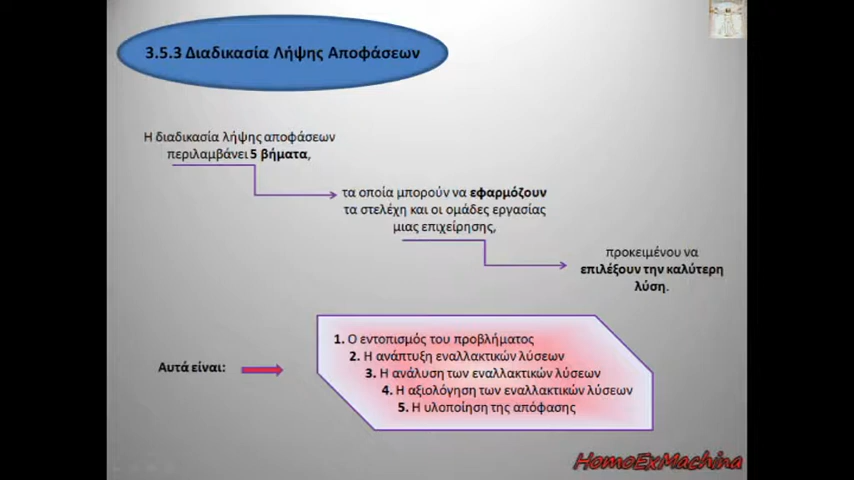 3.5.3 Διαδικασία Λήψης Αποφάσεων
Η διαδικασία λήψης αποφάσεων
περιλαμβάνει 5 βήματα,
τα οποία μπορούν να εφαρμόζουν
τα στελέχη και οι ομάδες εργασίας
μιας επιχείρησης,
προκειμένου να
επιλέξουν την καλύτερη
λύση.
Αυτά είναι:
1. Ο εντοπισμός του προβλήματος
2. Η ανάπτυξη εναλλακτικών λύσεων
3. Η ανάλυση των εναλλακτικών λύσεων
4. Η αξιολόγηση των εναλλακτικών λύσεων
5. Η υλοποίηση της απόφασης
HomoExMachina